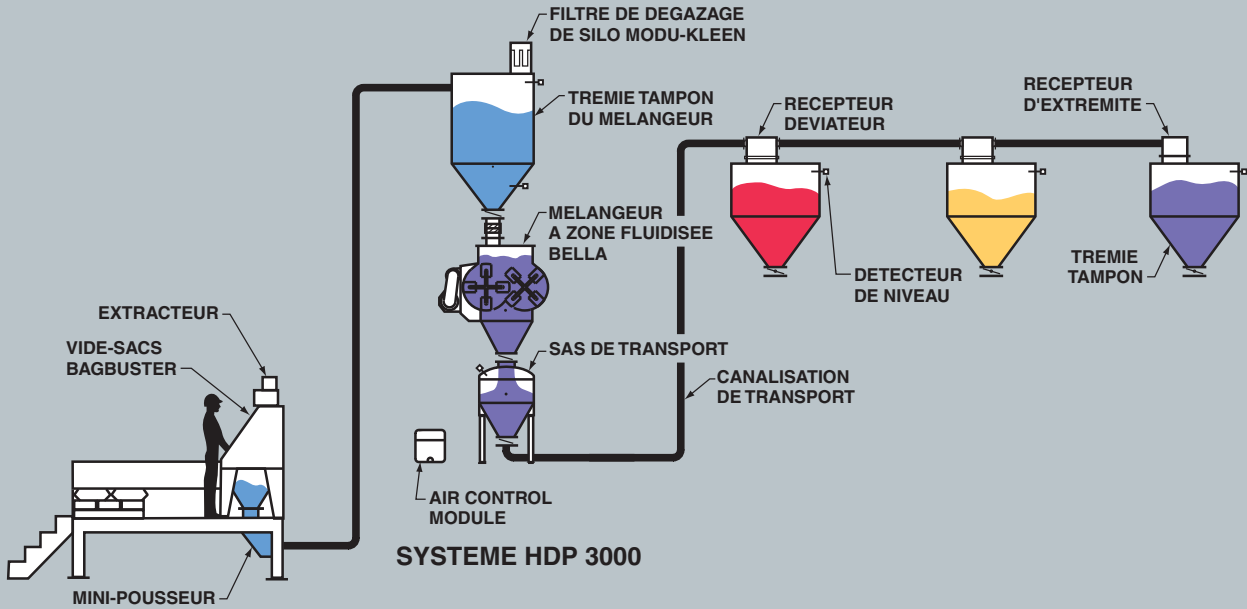 FILTRE DE DEGAZAGE
DE SILO MODU-KLEEN
TREMIE TAMPON
DU MELANGEUR
RECEPTEUR
DEVIATEUR
RECEPTEUR
D'EXTREMITE
MELANGEUR
A ZONE FLUIDISEE
BELLA
DETECTEUR
DE NIVEAU
TREMIE
TAMPON
EXTRACTEUR
VIDE-SACS
BAGBUSTER
SAS DE TRANSPORT
CANALISATION
DE TRANSPORT
AIR CONTROL
MODULE
SYSTEME HDP 3000
MINI-POUSSEUR